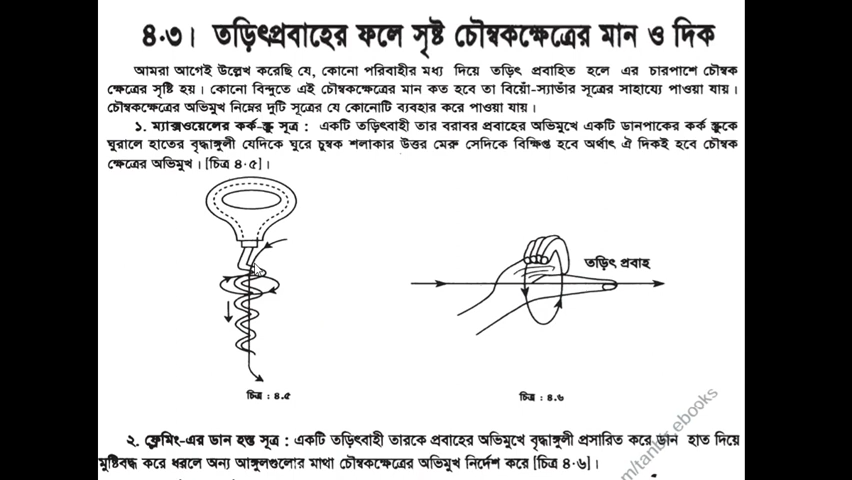 ৪·৩। তড়িৎপ্রবাহের ফলে সৃষ্ট চৌম্বকক্ষেত্রের মান ও দিক
আমরা আগেই উল্লেখ করেছি যে, কোনো পরিবাহীর মধ্য দিয়ে তড়িৎ প্রবাহিত হলে এর চারপাশে চৌম্বক
ক্ষেত্রের সৃষ্টি হয়। কোনো বিন্দুতে এই চৌম্বকক্ষেত্রের মান কত হবে তা বিয়োঁ-স্যাভাঁর সূত্রের সাহায্যে পাওয়া যায়।
চৌম্বকক্ষেত্রের অভিমুখ নিম্নের দুটি সূত্রের যে কোনোটি ব্যবহার করে পাওয়া যায়।
১. ম্যাক্সওয়েলের কর্ক-স্ক্রু সূত্র : একটি তড়িৎবাহী তার বরাবর প্রবাহের অভিমুখে একটি ডানপাকের কর্ক স্ক্রুকে
ঘুরালে হাতের বৃদ্ধাঙ্গুলী যেদিকে ঘুরে চুম্বক শলাকার উত্তর মেরু সেদিকে বিক্ষিপ্ত হবে অর্থাৎ ঐ দিকই হবে চৌম্বক
ক্ষেত্রের অভিমুখ। [চিত্র ৪·৫]।
তড়িৎ প্রবাহ
চিত্র : ৪.৫
চিত্র : ৪.৬
২. ফ্লেমিং-এর ডান হস্ত সূত্র : একটি তড়িৎবাহী তারকে প্রবাহের অভিমুখে বৃদ্ধাঙ্গুলী প্রসারিত করে ডান হাত দিয়ে
মুষ্টিবদ্ধ করে ধরলে অন্য আঙ্গুলগুলোর মাথা চৌম্বকক্ষেত্রের অভিমুখ নির্দেশ করে [চিত্র ৪·৬]।